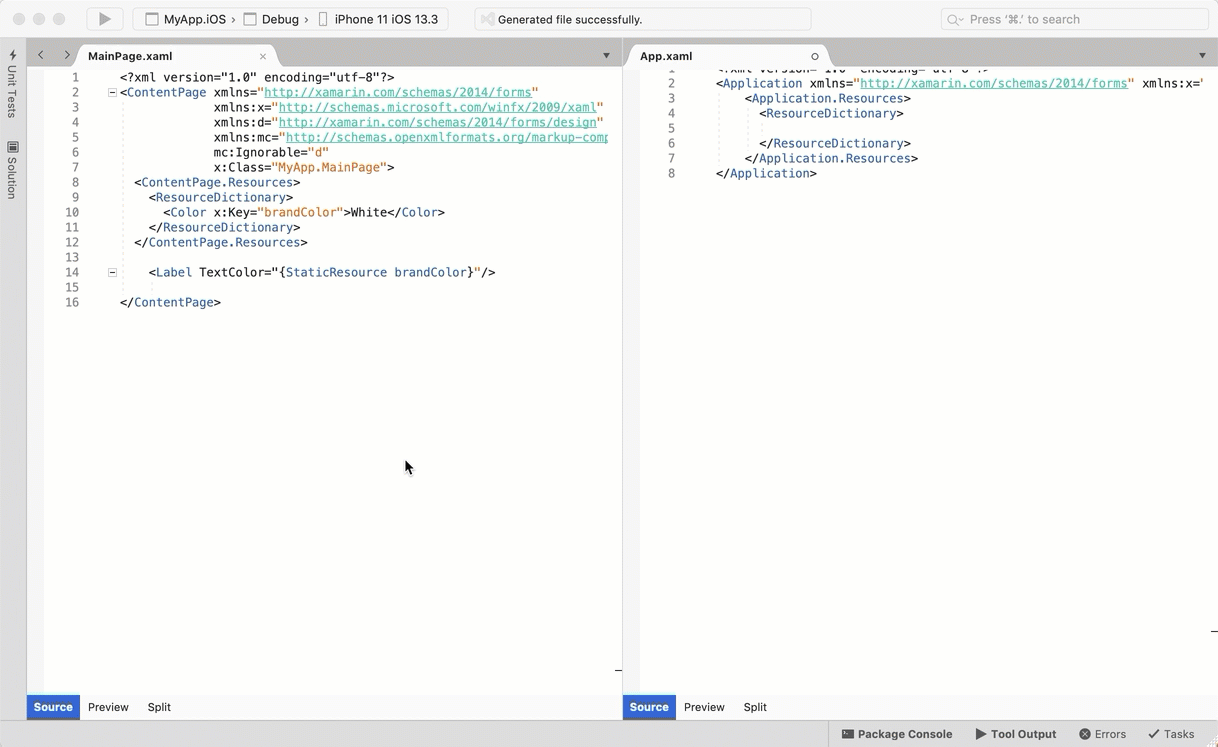 MyApp.iOS › Debug › iPhone 11 iOS 13.3
Generated file successfully.
Press ‘⌘.’ to search
Unit Tests
Solution
MainPage.xaml
1 <?xml version="1.0" encoding="utf-8"?>
2 <ContentPage xmlns="http://xamarin.com/schemas/2014/forms"
3 xmlns:x="http://schemas.microsoft.com/winfx/2009/xaml"
4 xmlns:d="http://xamarin.com/schemas/2014/forms/design"
5 xmlns:mc="http://schemas.openxmlformats.org/markup-comp
6 mc:Ignorable="d"
7 x:Class="MyApp.MainPage">
8 <ContentPage.Resources>
9 <ResourceDictionary>
10 <Color x:Key="brandColor">White</Color>
11 </ResourceDictionary>
12 </ContentPage.Resources>
13
14 <Label TextColor="{StaticResource brandColor}"/>
15
16 </ContentPage>
Source Preview Split
App.xaml
1 <?xml version="1.0" encoding="utf-8"?>
2 <Application xmlns="http://xamarin.com/schemas/2014/forms" xmlns:x="
3 <Application.Resources>
4 <ResourceDictionary>
5
6 </ResourceDictionary>
7 </Application.Resources>
8 </Application>
Source Preview Split
Package Console Tool Output Errors Tasks